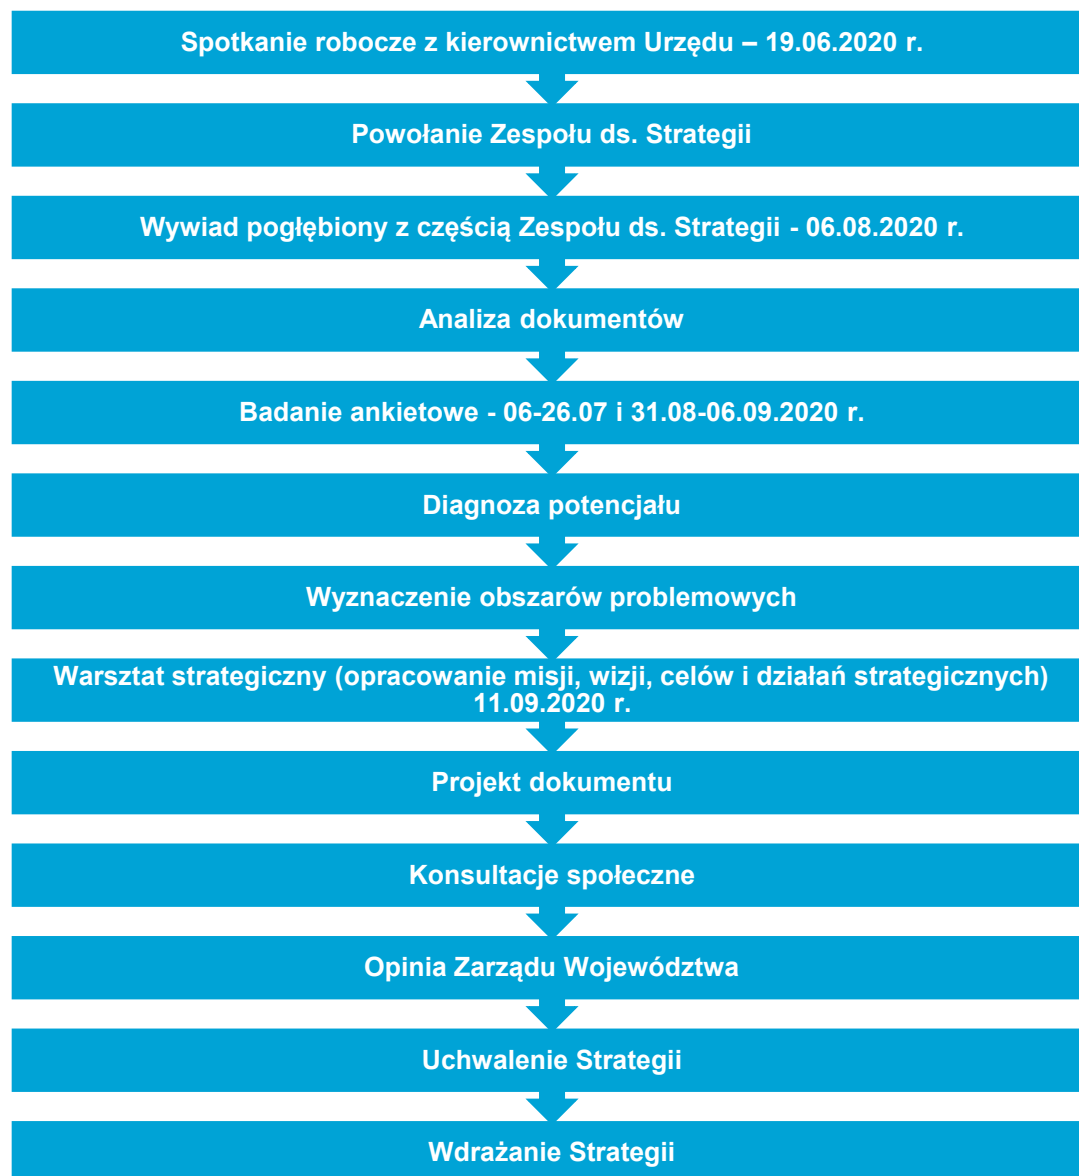 Spotkanie robocze z kierownictwem Urzędu – 19.06.2020 r.
Powołanie Zespołu ds. Strategii
Wywiad pogłębiony z częścią Zespołu ds. Strategii - 06.08.2020 r.
Analiza dokumentów
Badanie ankietowe - 06-26.07 i 31.08-06.09.2020 r.
Diagnoza potencjału
Wyznaczenie obszarów problemowych
Warsztat strategiczny (opracowanie misji, wizji, celów i działań strategicznych)
11.09.2020 r.
Projekt dokumentu
Konsultacje społeczne
Opinia Zarządu Województwa
Uchwalenie Strategii
Wdrażanie Strategii